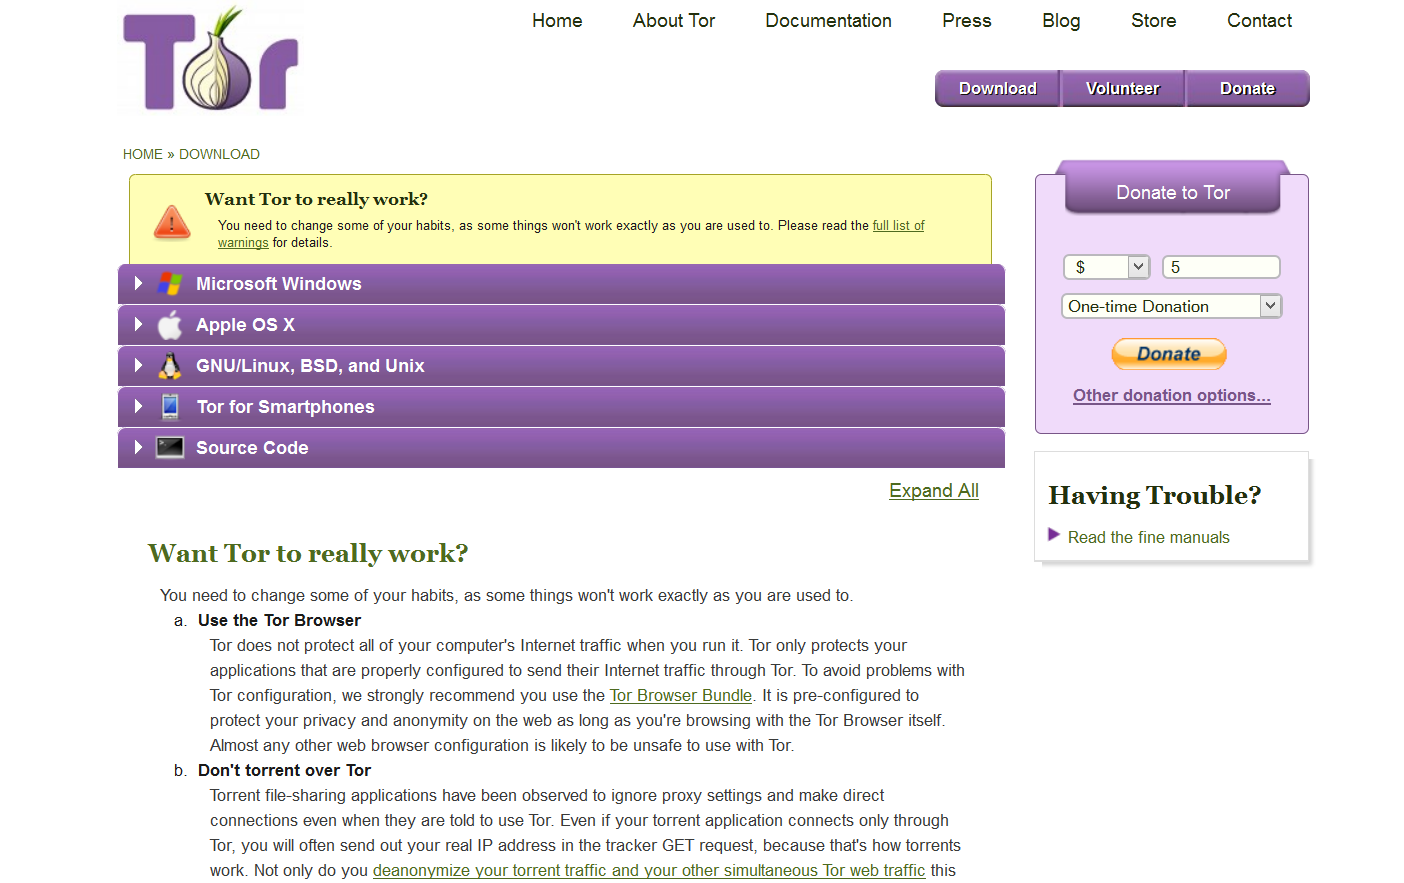 Tor
Home About Tor Documentation Press Blog Store Contact
Download Volunteer Donate
HOME » DOWNLOAD
Want Tor to really work?
You need to change some of your habits, as some things won't work exactly as you are used to. Please read the full list of
warnings for details.
Microsoft Windows
Apple OS X
GNU/Linux, BSD, and Unix
Tor for Smartphones
Source Code
Expand All
Donate to Tor
$ 5
One-time Donation
Donate
Other donation options...
Having Trouble?
Read the fine manuals
Want Tor to really work?
You need to change some of your habits, as some things won't work exactly as you are used to.
a. Use the Tor Browser
Tor does not protect all of your computer's Internet traffic when you run it. Tor only protects your
applications that are properly configured to send their Internet traffic through Tor. To avoid problems with
Tor configuration, we strongly recommend you use the Tor Browser Bundle. It is pre-configured to
protect your privacy and anonymity on the web as long as you're browsing with the Tor Browser itself.
Almost any other web browser configuration is likely to be unsafe to use with Tor.
b. Don't torrent over Tor
Torrent file-sharing applications have been observed to ignore proxy settings and make direct
connections even when they are told to use Tor. Even if your torrent application connects only through
Tor, you will often send out your real IP address in the tracker GET request, because that's how torrents
work. Not only do you deanonymize your torrent traffic and your other simultaneous Tor web traffic this